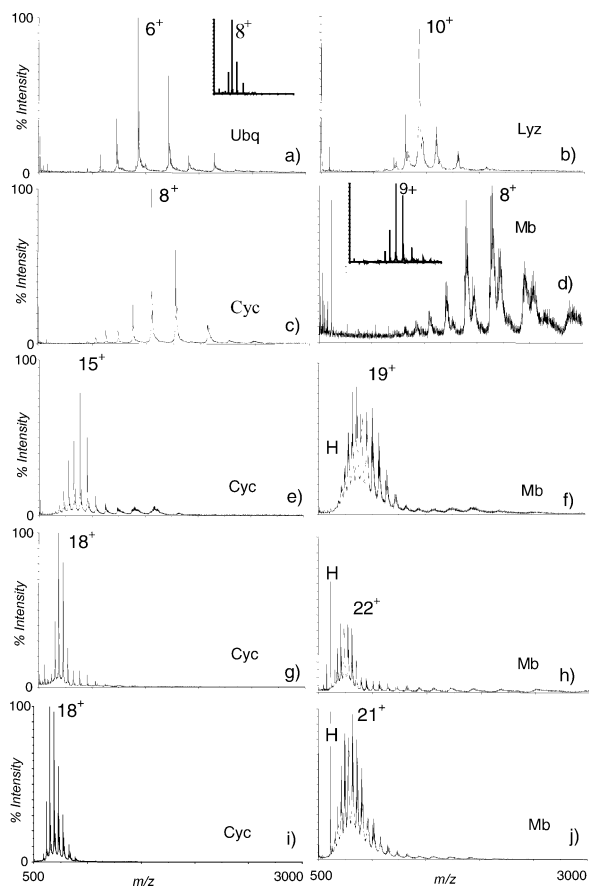 100
% Intensity
0
6+
8+
Ubq
a)
10+
Lyz
b)
100
% Intensity
0
8+
Cyc
c)
9+
8+
Mb
d)
100
% Intensity
0
15+
Cyc
e)
19+
H
Mb
f)
100
% Intensity
0
18+
Cyc
g)
H
22+
Mb
h)
100
% Intensity
0
18+
Cyc
i)
H
21+
Mb
j)
500
m/z
3000
500
m/z
3000